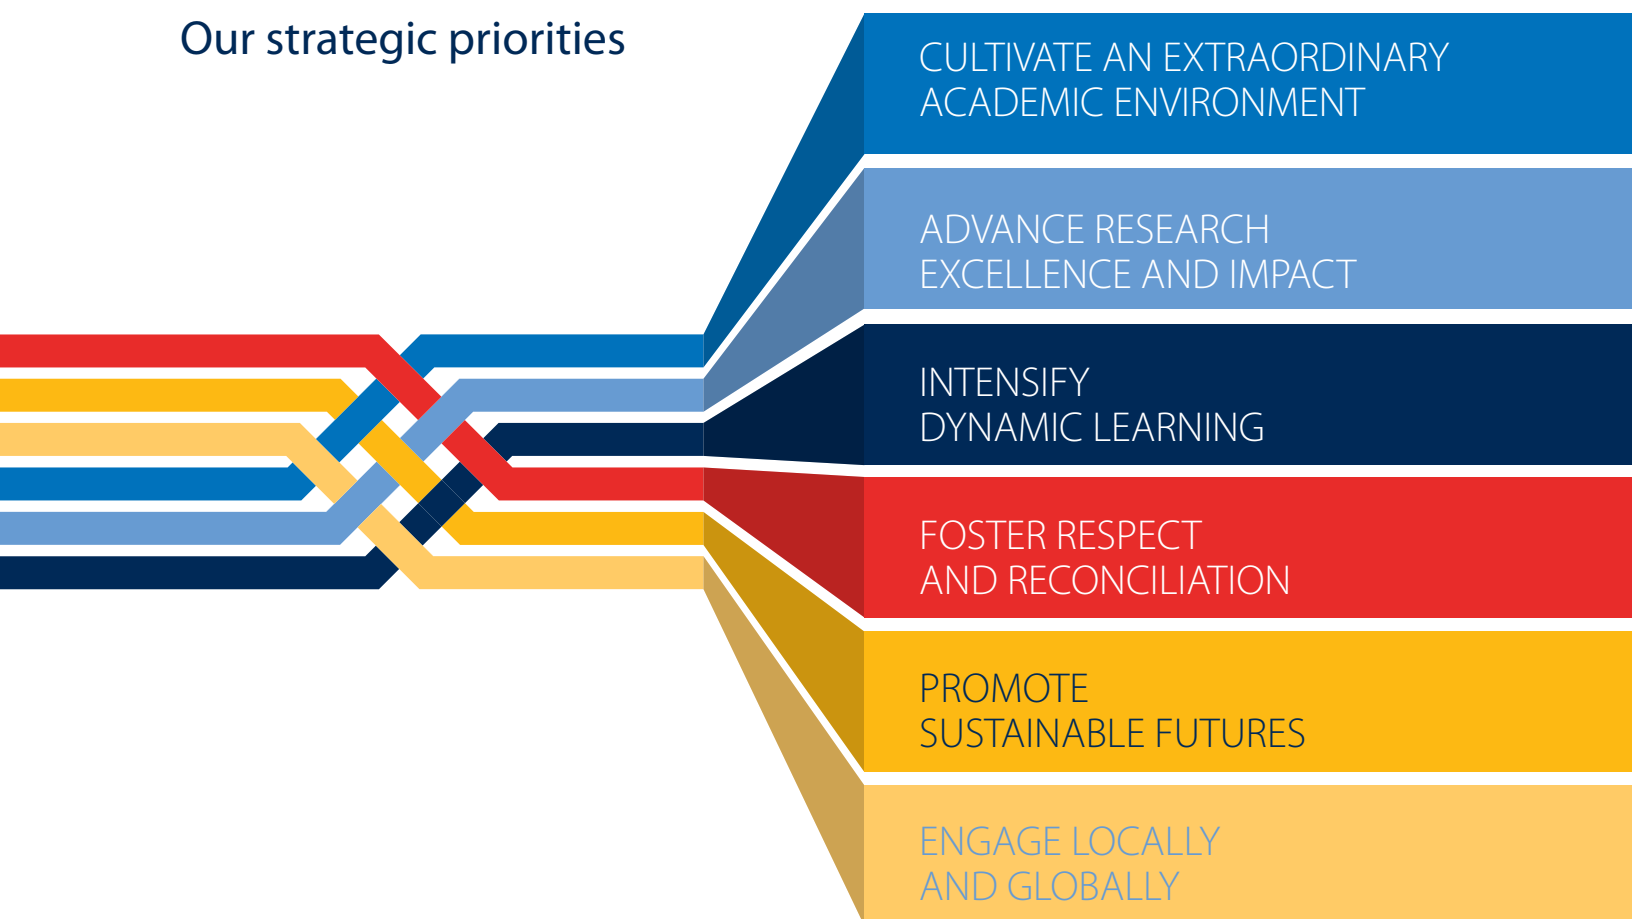 Our strategic priorities
CULTIVATE AN EXTRAORDINARY
ACADEMIC ENVIRONMENT
ADVANCE RESEARCH
EXCELLENCE AND IMPACT
INTENSIFY
DYNAMIC LEARNING
FOSTER RESPECT
AND RECONCILIATION
PROMOTE
SUSTAINABLE FUTURES
ENGAGE LOCALLY
AND GLOBALLY